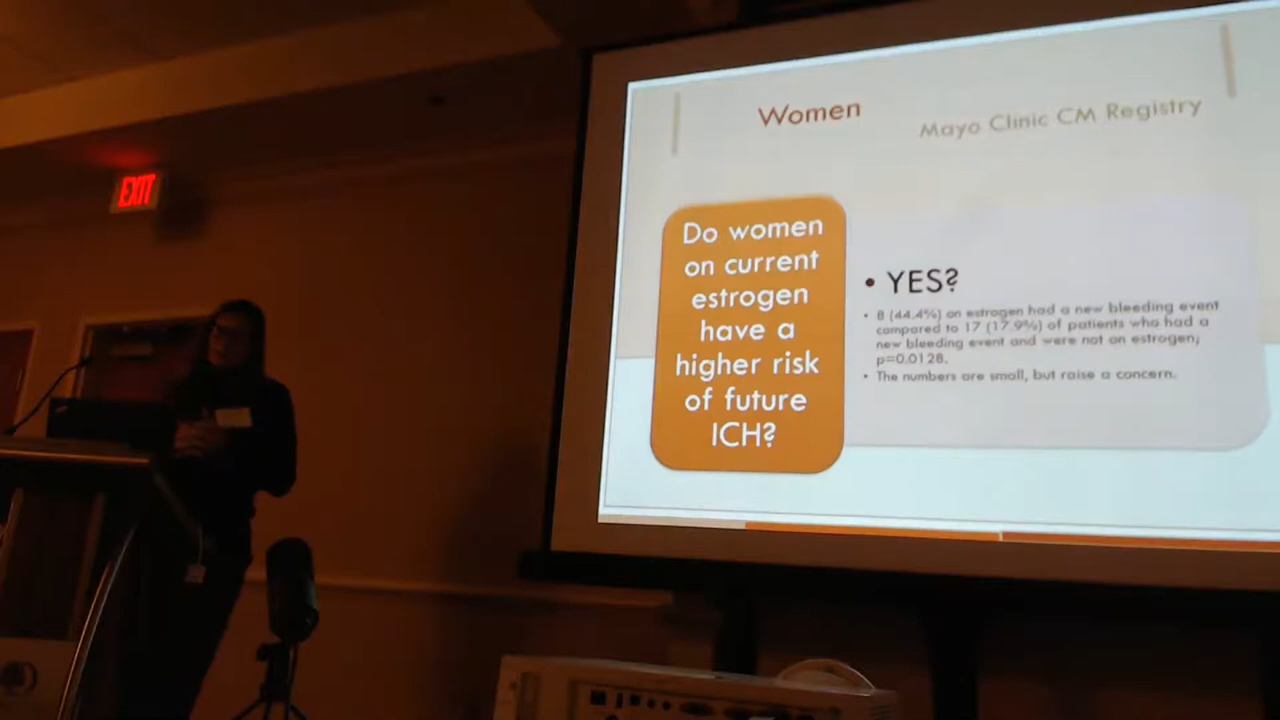 EXIT
Women
Mayo Clinic CM Registry
Do women
on current
estrogen
have a
higher risk
of future
ICH?
• YES?
• 8 (44.4%) on estrogen had a new bleeding event
compared to 17 (17.9%) of patients who had a
new bleeding event and were not on estrogen;
p=0.0128.
• The numbers are small, but raise a concern.